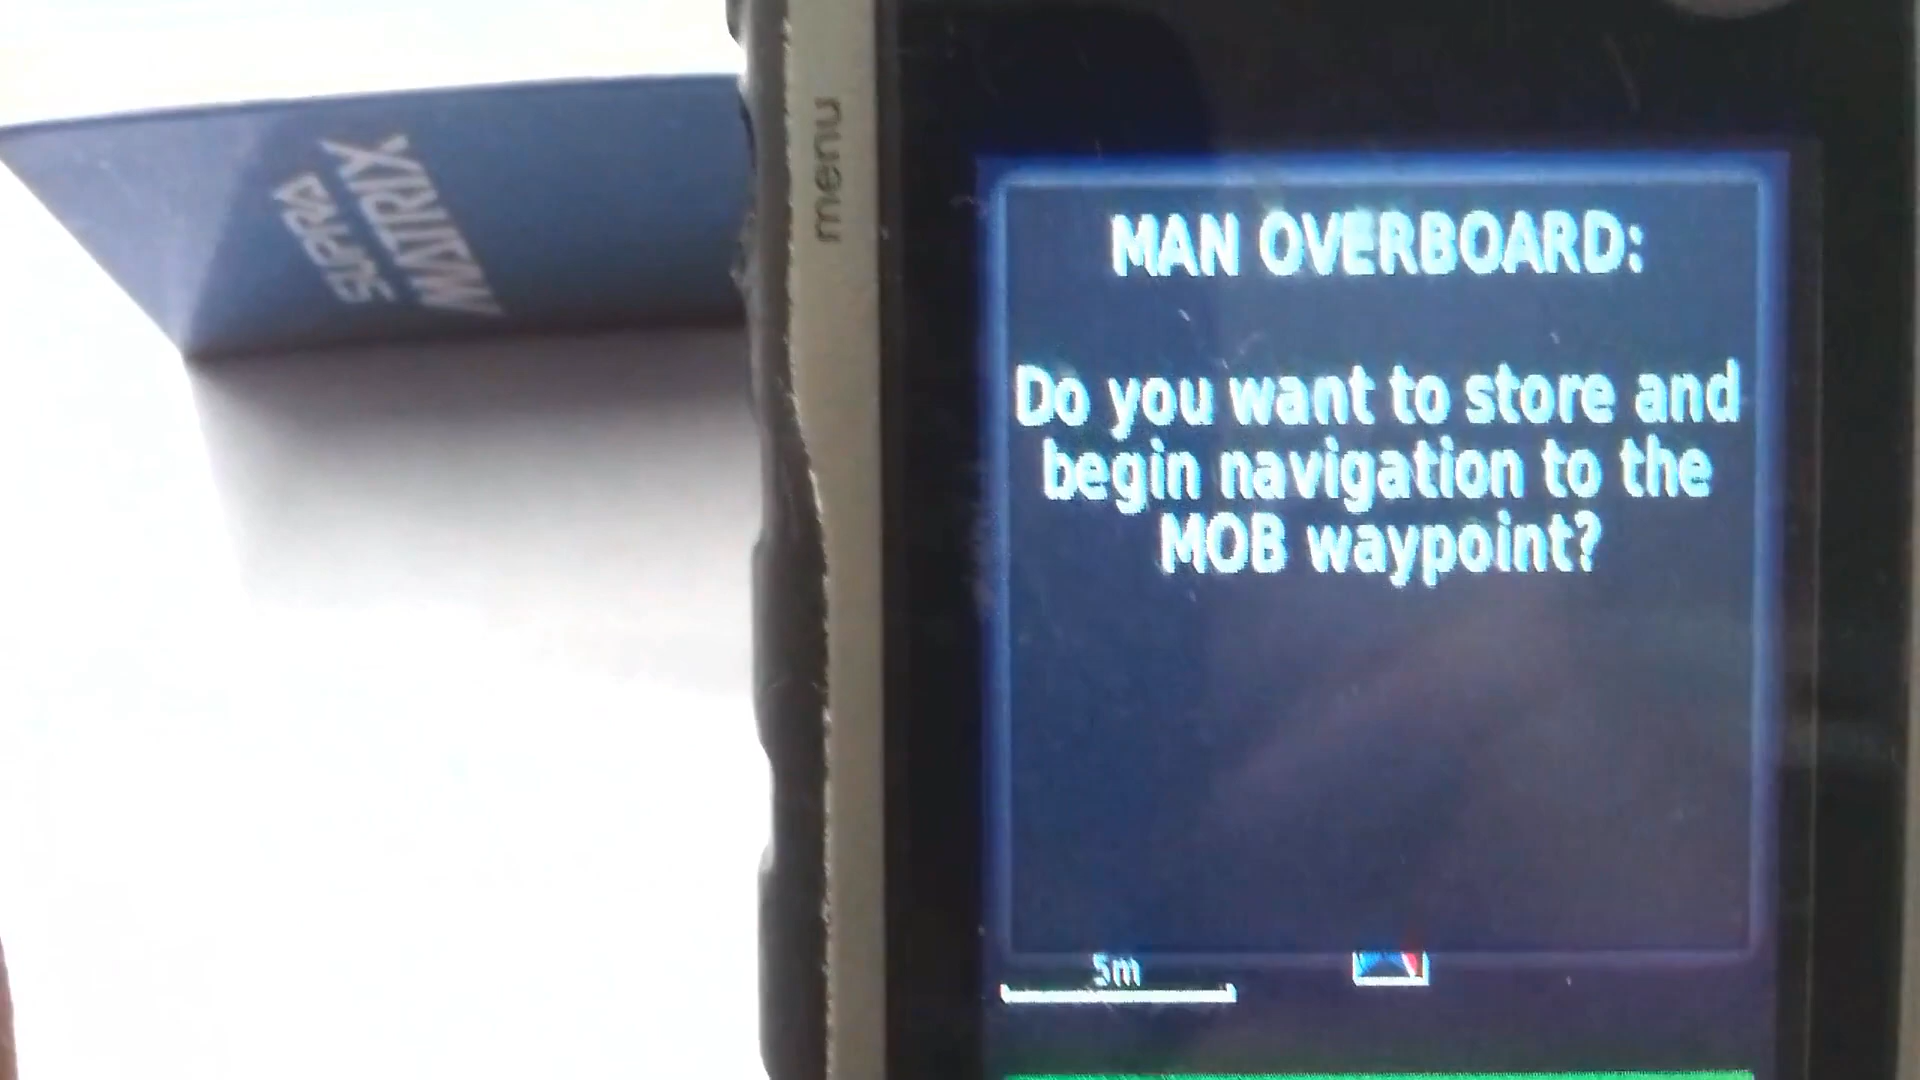 SUPRA
MATRIX
menu
MAN OVERBOARD:
Do you want to store and
begin navigation to the
MOB waypoint?
5m